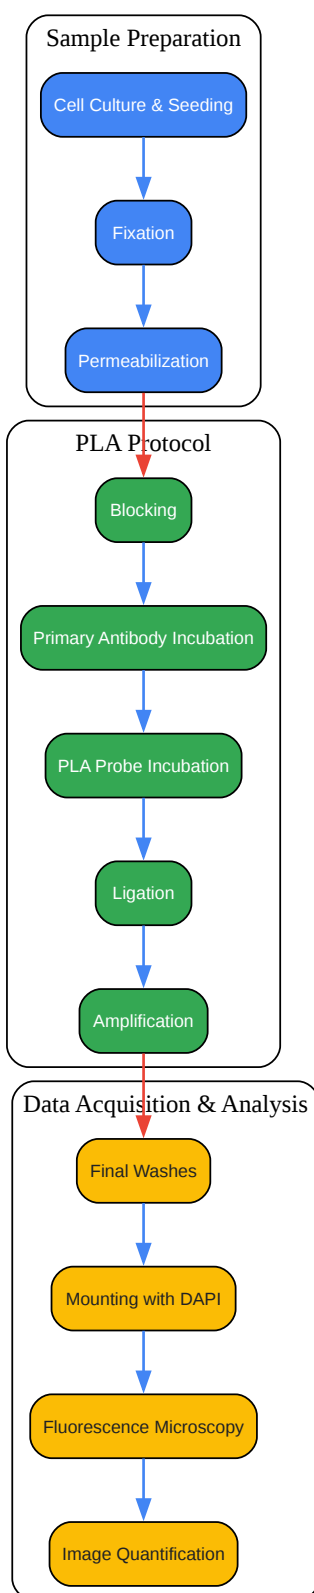 Sample Preparation
Cell Culture & Seeding
Fixation
Permeabilization
PLA Protocol
Blocking
Primary Antibody Incubation
PLA Probe Incubation
Ligation
Amplification
Data Acquisition & Analysis
Final Washes
Mounting with DAPI
Fluorescence Microscopy
Image Quantification